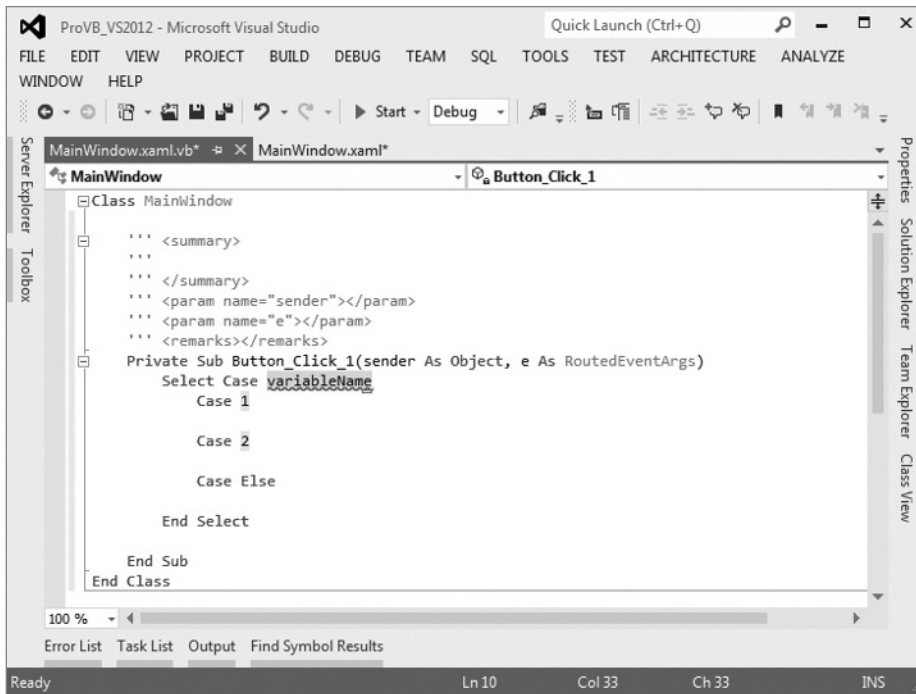 ProVB_VS2012 - Microsoft Visual Studio
Quick Launch (Ctrl+Q)
FILE EDIT VIEW PROJECT BUILD DEBUG TEAM SQL TOOLS TEST ARCHITECTURE ANALYZE
WINDOW HELP
Start Debug
Server Explorer
Toolbox
MainWindow.xaml.vb* MainWindow.xaml*
MainWindow Button_Click_1
Class MainWindow
''' <summary>
'''
''' </summary>
''' <param name="sender"></param>
''' <param name="e"></param>
''' <remarks></remarks>
Private Sub Button_Click_1(sender As Object, e As RoutedEventArgs)
Select Case variableName
Case 1
Case 2
Case Else
End Select
End Sub
End Class
Properties
Solution Explorer
Team Explorer
Class View
100 %
Error List Task List Output Find Symbol Results
Ready Ln 10 Col 33 Ch 33 INS